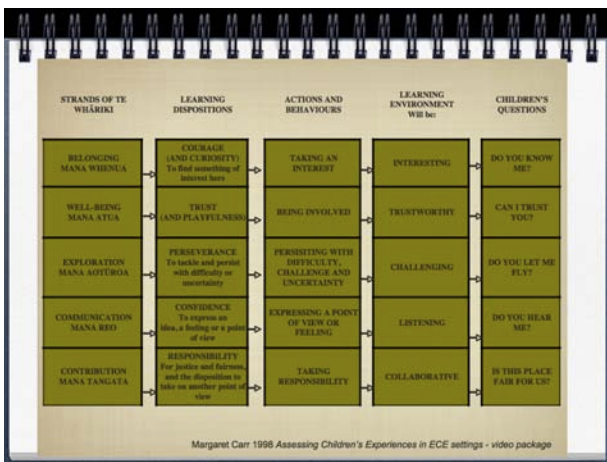 STRANDS OF TE
WHĀRIKI
LEARNING
DISPOSITIONS
ACTIONS AND
BEHAVIOURS
LEARNING
ENVIRONMENT
Will be:
CHILDREN'S
QUESTIONS
BELONGING
MANA WHENUA
COURAGE
(AND CURIOSITY)
To find something of
interest here
TAKING AN
INTEREST
INTERESTING
DO YOU KNOW
ME?
WELL-BEING
MANA ATUA
TRUST
(AND PLAYFULNESS)
BEING INVOLVED
TRUSTWORTHY
CAN I TRUST
YOU?
EXPLORATION
MANA AOTŪROA
PERSEVERANCE
To tackle and persist
with difficulty or
uncertainty
PERSISITING WITH
DIFFICULTY,
CHALLENGE AND
UNCERTAINTY
CHALLENGING
DO YOU LET ME
FLY?
COMMUNICATION
MANA REO
CONFIDENCE
To express an
idea, a feeling or a point
of view
EXPRESSING A POINT
OF VIEW OR
FEELING
LISTENING
DO YOU HEAR
ME?
CONTRIBUTION
MANA TANGATA
RESPONSIBILITY
For justice and fairness,
and the disposition to
take on another point of
view
TAKING
RESPONSIBILITY
COLLABORATIVE
IS THIS PLACE
FAIR FOR US?
Margaret Carr 1998 Assessing Children's Experiences in ECE settings - video package